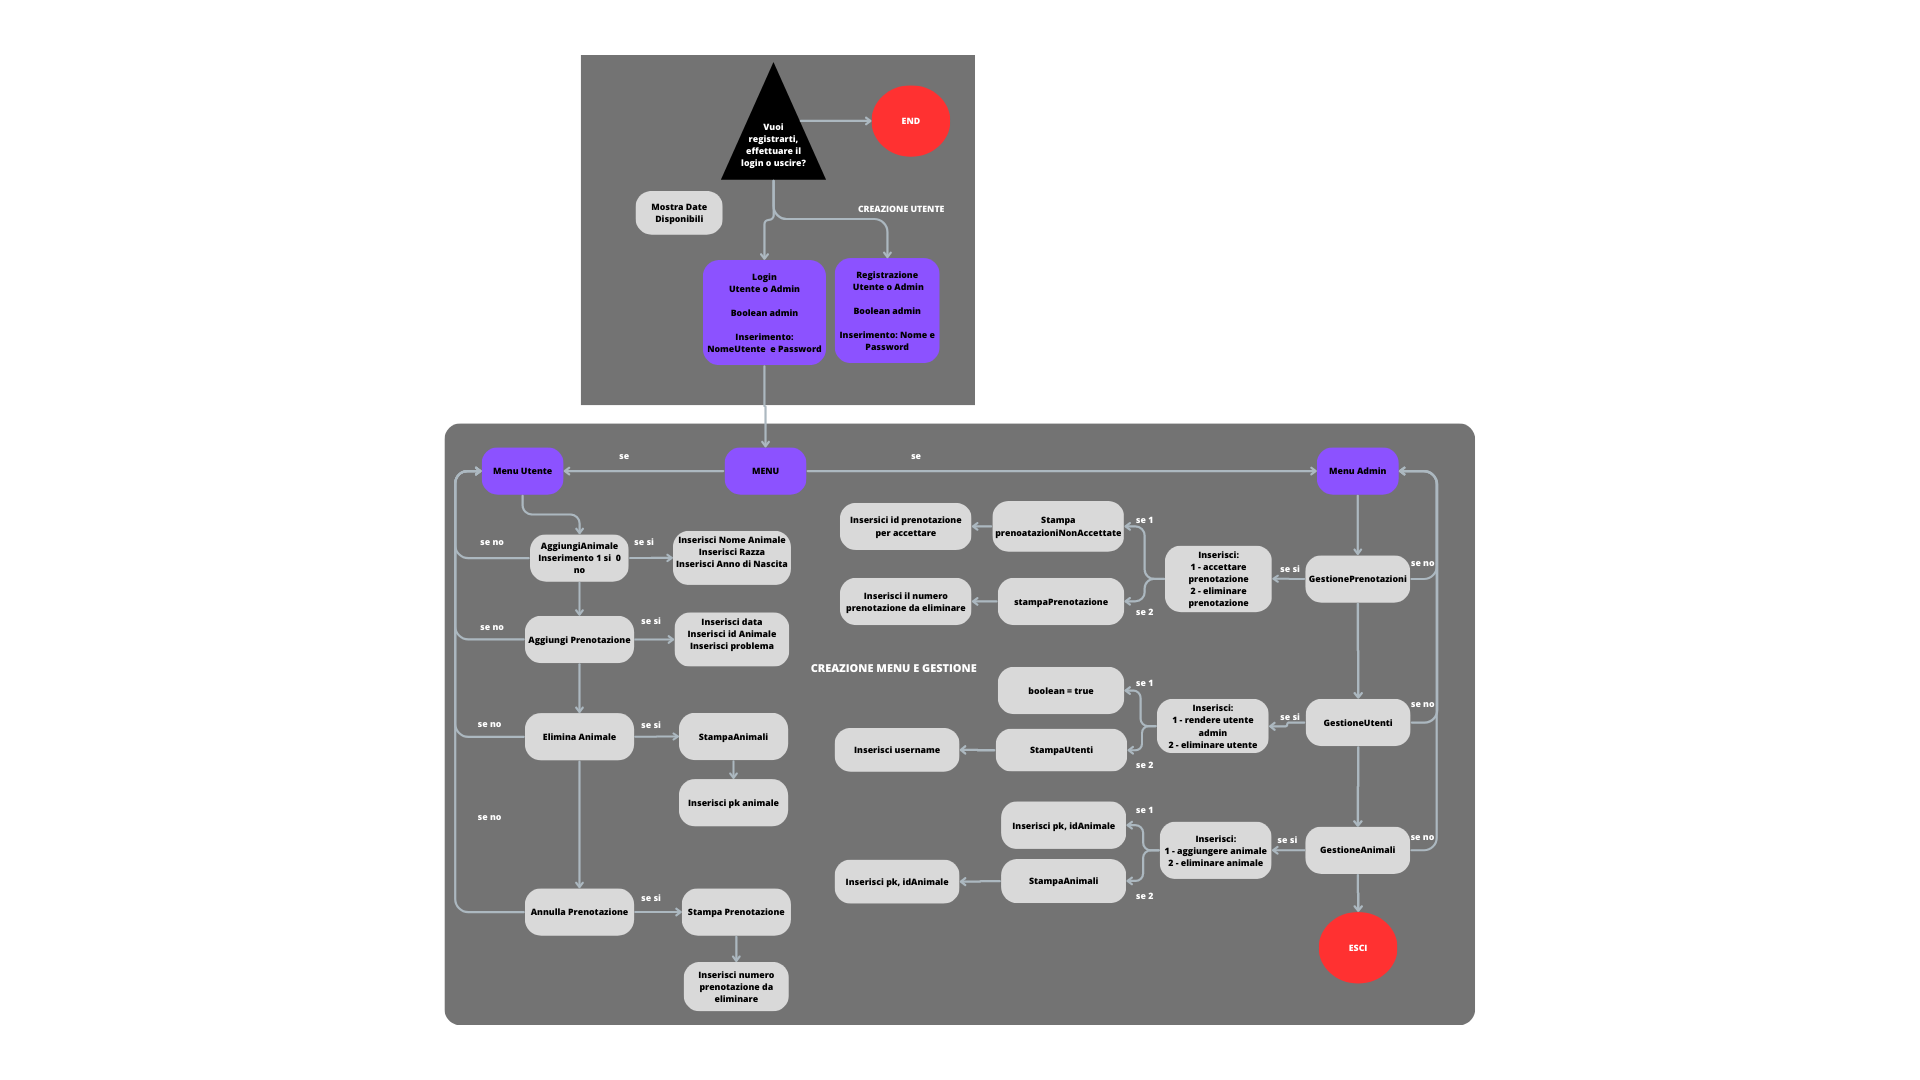 Vuoi
registrarti,
effettuare il
login o uscire?
END
Mostra Date
Disponibili
CREAZIONE UTENTE
Login
Utente o Admin
Boolean admin
Inserimento:
NomeUtente e Password
Registrazione
Utente o Admin
Boolean admin
Inserimento: Nome e
Password
Menu Utente
se
MENU
se
Menu Admin
se no
AggiungiAnimale
Inserimento 1 si 0
no
se si
Inserisci Nome Animale
Inserisci Razza
Inserisci Anno di Nascita
se no
Aggiungi Prenotazione
se si
Inserisci data
Inserisci id Animale
Inserisci problema
se no
Elimina Animale
se si
StampaAnimali
Inserisci pk animale
se no
Annulla Prenotazione
se si
Stampa Prenotazione
Inserisci numero
prenotazione da
eliminare
CREAZIONE MENU E GESTIONE
Insersici id prenotazione
per accettare
Stampa
prenoatazioniNonAccettate
se 1
Inserisci:
1 - accettare
prenotazione
2 - eliminare
prenotazione
se si
GestionePrenotazioni
se no
Inserisci il numero
prenotazione da eliminare
stampaPrenotazione
se 2
boolean = true
se 1
Inserisci:
1 - rendere utente
admin
2 - eliminare utente
se si
GestioneUtenti
se no
Inserisci username
StampaUtenti
se 2
Inserisci pk, idAnimale
se 1
Inserisci:
1 - aggiungere animale
2 - eliminare animale
se si
GestioneAnimali
se no
Inserisci pk, idAnimale
StampaAnimali
se 2
ESCI